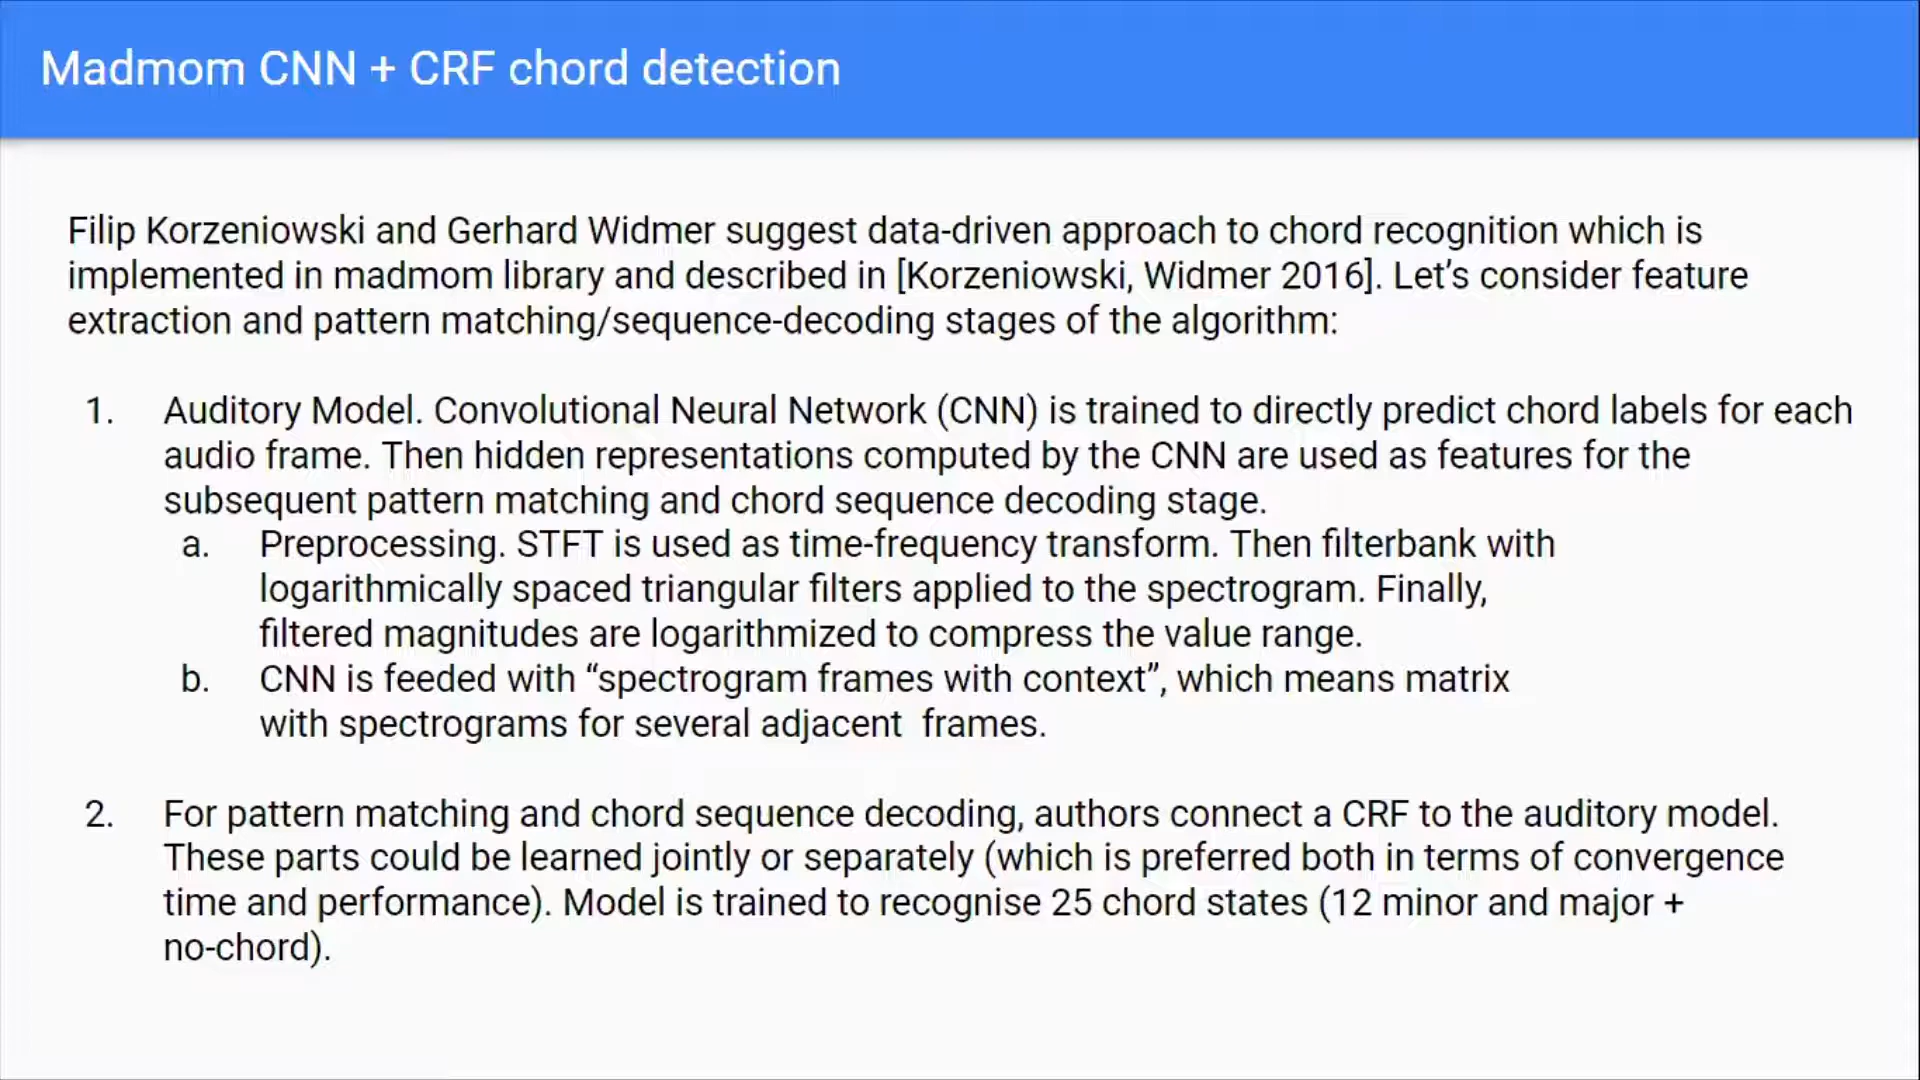 Madmom CNN + CRF chord detection
Filip Korzeniowski and Gerhard Widmer suggest data-driven approach to chord recognition which is
implemented in madmom library and described in [Korzeniowski, Widmer 2016]. Let’s consider feature
extraction and pattern matching/sequence-decoding stages of the algorithm:
1. Auditory Model. Convolutional Neural Network (CNN) is trained to directly predict chord labels for each
audio frame. Then hidden representations computed by the CNN are used as features for the
subsequent pattern matching and chord sequence decoding stage.
a. Preprocessing. STFT is used as time-frequency transform. Then filterbank with
logarithmically spaced triangular filters applied to the spectrogram. Finally,
filtered magnitudes are logarithmized to compress the value range.
b. CNN is feeded with “spectrogram frames with context”, which means matrix
with spectrograms for several adjacent  frames.
2. For pattern matching and chord sequence decoding, authors connect a CRF to the auditory model.
These parts could be learned jointly or separately (which is preferred both in terms of convergence
time and performance). Model is trained to recognise 25 chord states (12 minor and major +
no-chord).